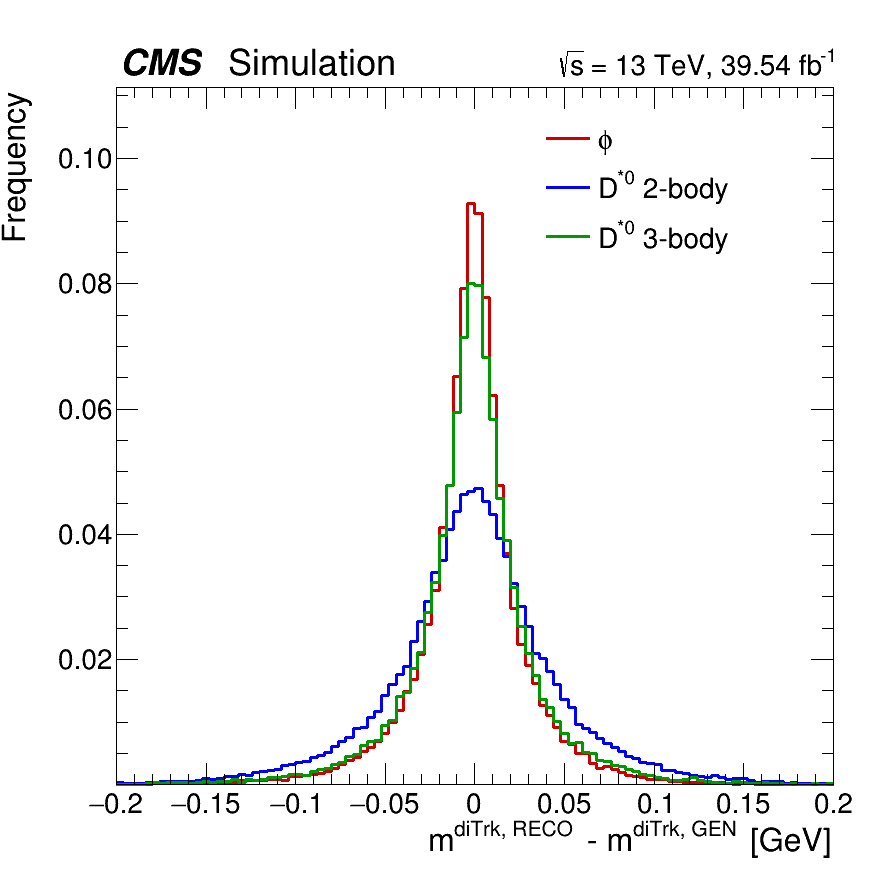 CMS Simulation √s = 13 TeV, 39.54 fb⁻¹
Frequency
ϕ
D*⁰ 2-body
D*⁰ 3-body
0.10
0.08
0.06
0.04
0.02
−0.2 −0.15 −0.1 −0.05 0 0.05 0.1 0.15 0.2
m^diTrk, RECO - m^diTrk, GEN [GeV]